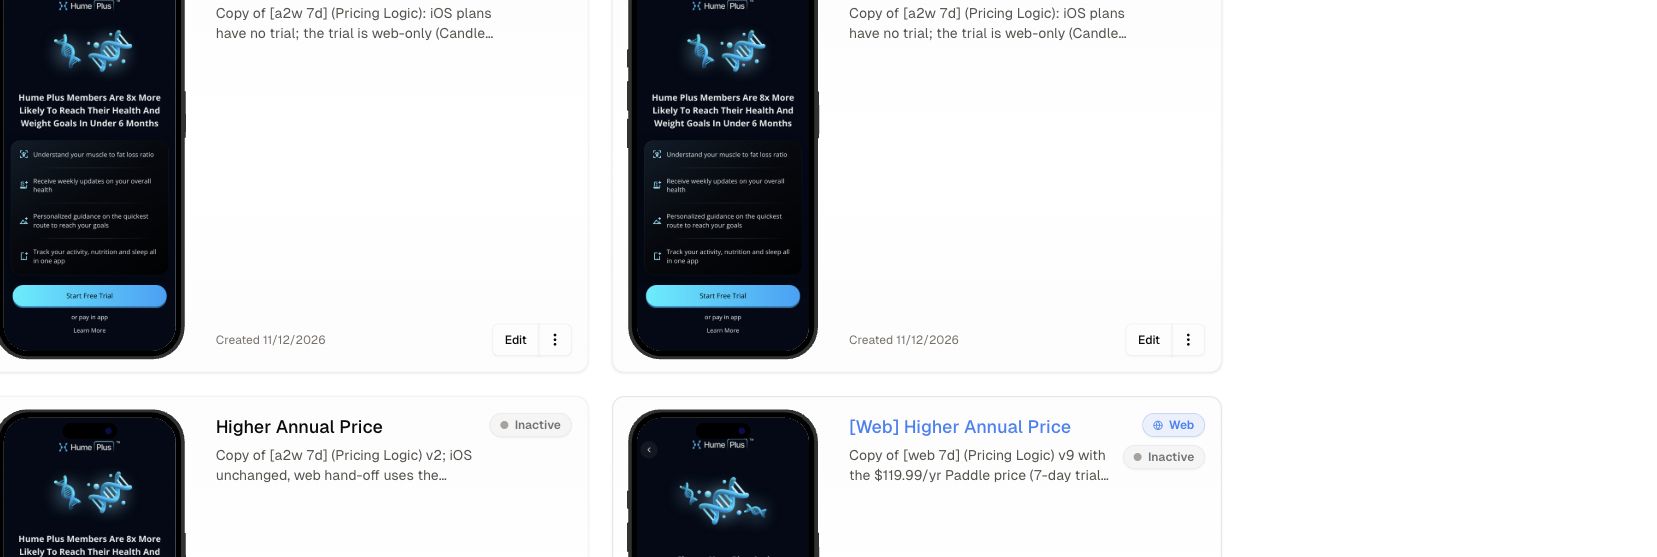 Hume Plus™
Copy of [a2w 7d] (Pricing Logic): iOS plans
have no trial; the trial is web-only (Candle...
Hume Plus Members Are 8x More
Likely To Reach Their Health And
Weight Goals In Under 6 Months
Understand your muscle to fat loss ratio
Receive weekly updates on your overall
health
Personalized guidance on the quickest
route to reach your goals
Track your activity, nutrition and sleep all
in one app
Start Free Trial
or pay in app
Learn More
Created 11/12/2026
Edit
Hume Plus™
Copy of [a2w 7d] (Pricing Logic): iOS plans
have no trial; the trial is web-only (Candle...
Hume Plus Members Are 8x More
Likely To Reach Their Health And
Weight Goals In Under 6 Months
Understand your muscle to fat loss ratio
Receive weekly updates on your overall
health
Personalized guidance on the quickest
route to reach your goals
Track your activity, nutrition and sleep all
in one app
Start Free Trial
or pay in app
Learn More
Created 11/12/2026
Edit
Hume Plus™
Hume Plus Members Are 8x More
Likely To Reach Their Health And
Higher Annual Price
Inactive
Copy of [a2w 7d] (Pricing Logic) v2; iOS
unchanged, web hand-off uses the...
Hume Plus™
[Web] Higher Annual Price
Web
Inactive
Copy of [web 7d] (Pricing Logic) v9 with
the $119.99/yr Paddle price (7-day trial...